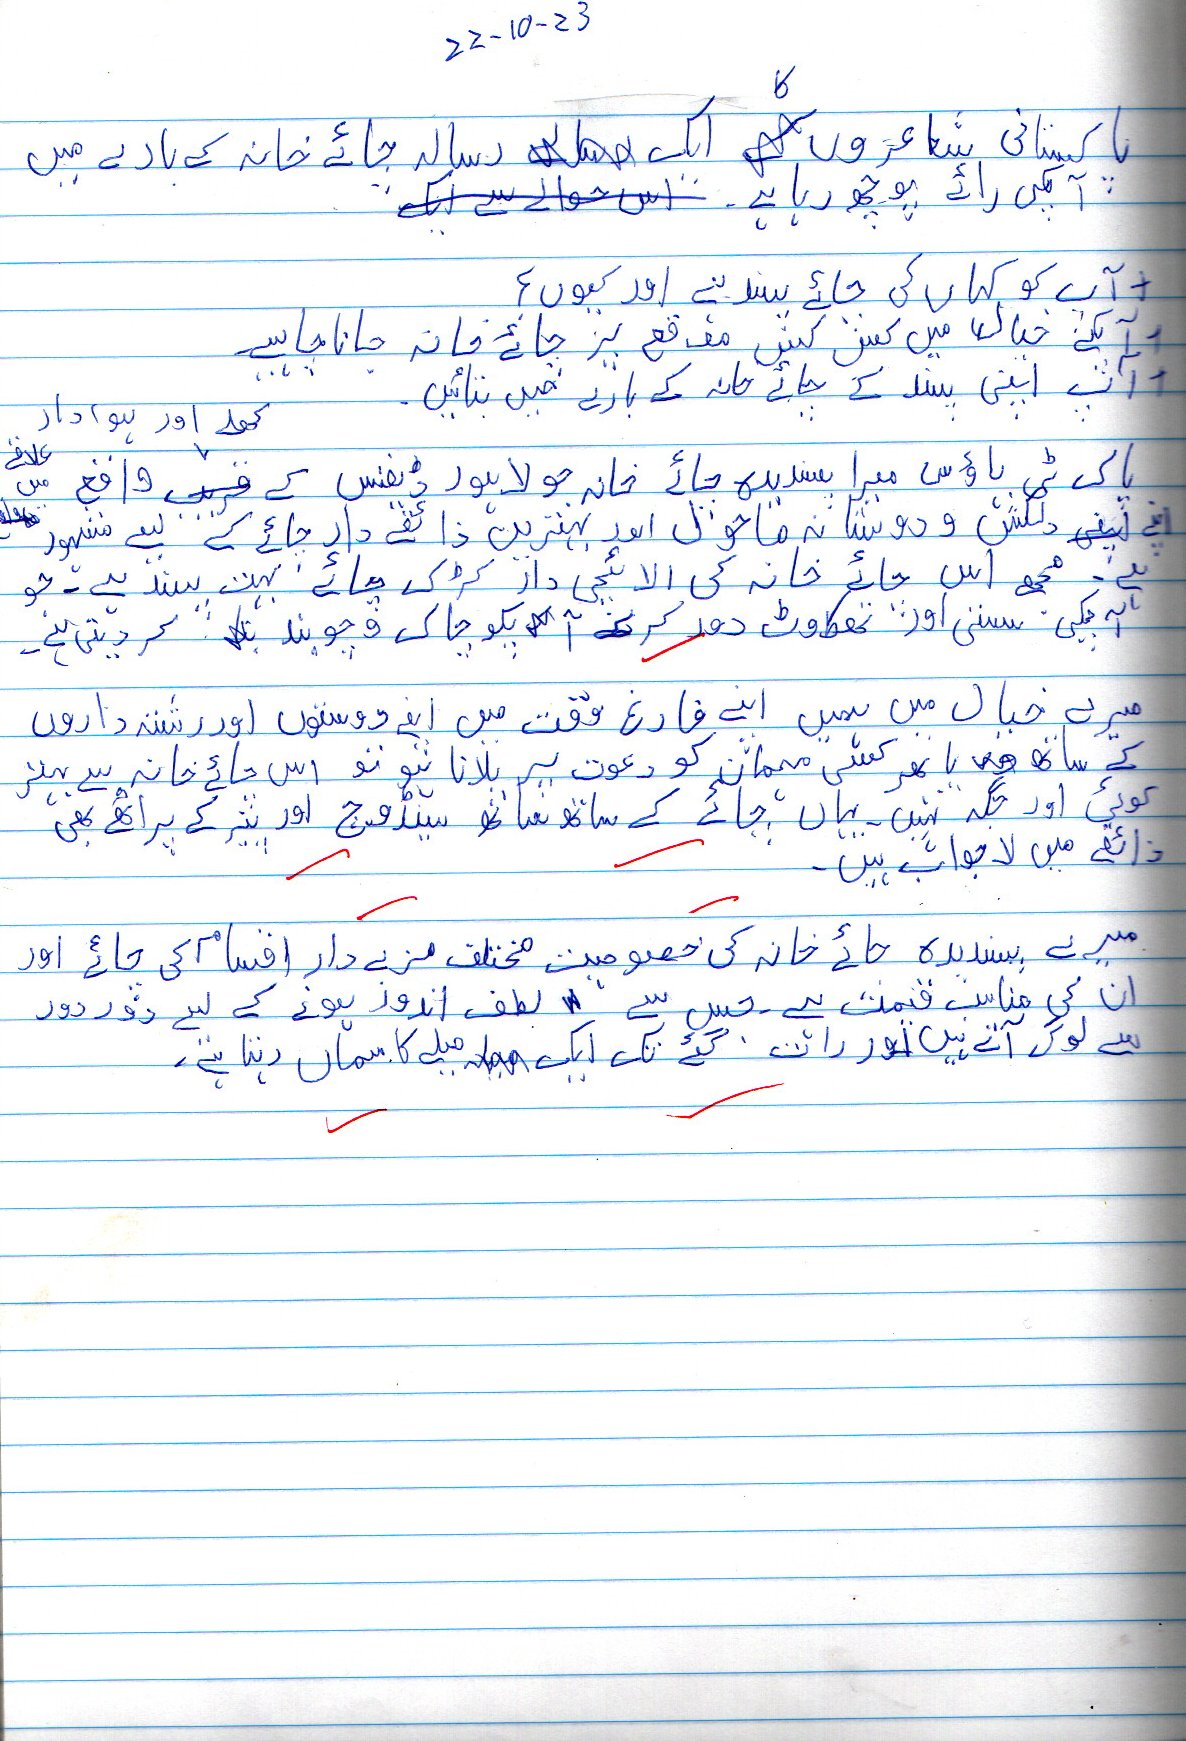 22-10-23
کا
پاکستانی شاعروں ایک رسالہ چائے خانہ کے بارے میں
آپکی رائے پوچھ رہا ہے۔ اس حوالے سے ایک
+ آپ کو کہاں کی چائے پسند ہے اور کیوں؟
+ آپکے خیال میں کس کس موقع پر چائے خانہ جانا چاہیے
+ آپ اپنی پسند کے چائے خانہ کے بارے میں بتائیں۔
کھلے اور ہوادار
پاک ٹی ہاؤس میرا پسندیدہ چائے خانہ جو لاہور ڈیفنس کے قریب واقع علاقے میں
اپنے دلکش و دوستانہ ماحول اور بہترین ذائقے دار چائے کے لیے مشہور
ہے۔ مجھے اس چائے خانہ کی الائچی دار کڑک چائے بہت پسند ہے۔ جو
آپکی سستی اور تھکاوٹ دور کرکے آپکو چاک و چوبند کر دیتی ہے۔
میرے خیال میں ہمیں اپنے فارغ وقت میں اپنے دوستوں اور رشتہ داروں
کے ساتھ یا پھر کسی مہمان کو دعوت پر بلانا ہو تو اس چائے خانہ سے بہتر
کوئی اور جگہ نہیں۔ یہاں چائے کے ساتھ ساتھ سینڈوچ اور پنیر کے پراٹھے بھی
ذائقے میں لاجواب ہیں۔
میرے پسندیدہ چائے خانہ کی خصوصیت مختلف مزے دار اقسام کی چائے اور
ان کی مناسب قیمت ہے۔ جس سے لطف اندوز ہونے کے لیے دور دور
سے لوگ آتے ہیں اور رات گئے تک ایک میلے کا سماں رہتا ہے۔